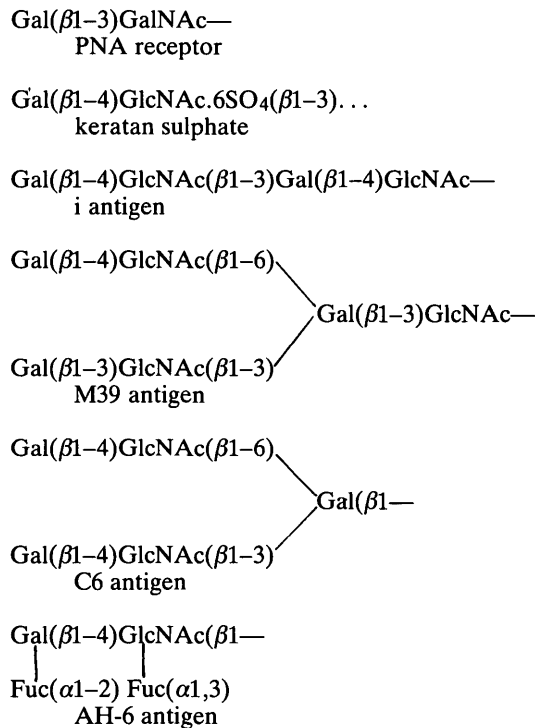 Gal(β1–3)GalNAc—
PNA receptor
Gal(β1–4)GlcNAc.6SO₄(β1–3)...
keratan sulphate
Gal(β1–4)GlcNAc(β1–3)Gal(β1–4)GlcNAc—
i antigen
Gal(β1–4)GlcNAc(β1–6)
Gal(β1–3)GlcNAc—
Gal(β1–3)GlcNAc(β1–3)
M39 antigen
Gal(β1–4)GlcNAc(β1–6)
Gal(β1—
Gal(β1–4)GlcNAc(β1–3)
C6 antigen
Gal(β1–4)GlcNAc(β1—
Fuc(α1–2) Fuc(α1,3)
AH-6 antigen